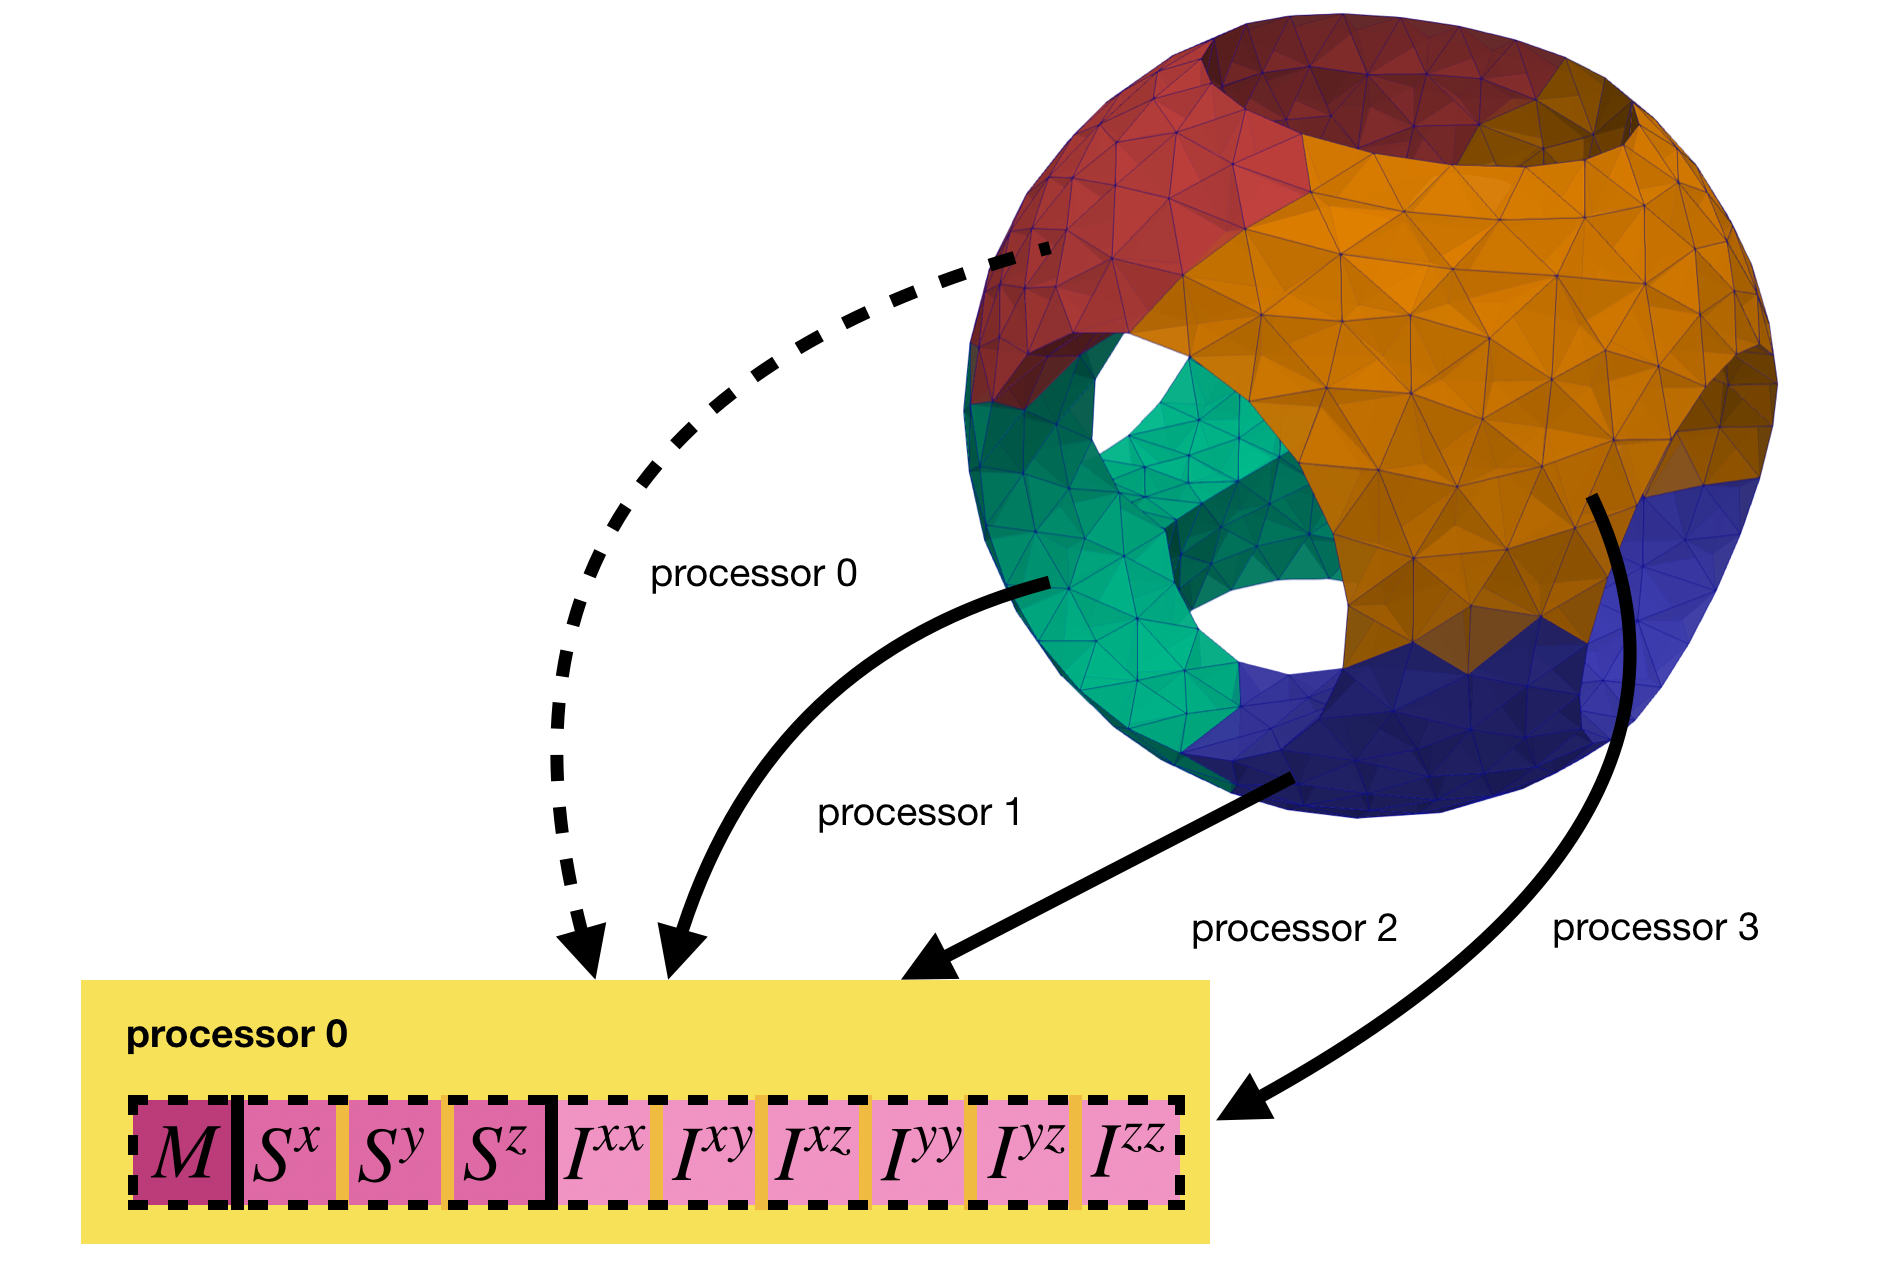 processor 0
processor 1
processor 2
processor 3
processor 0
M S^x S^y S^z I^xx I^xy I^xz I^yy I^yz I^zz